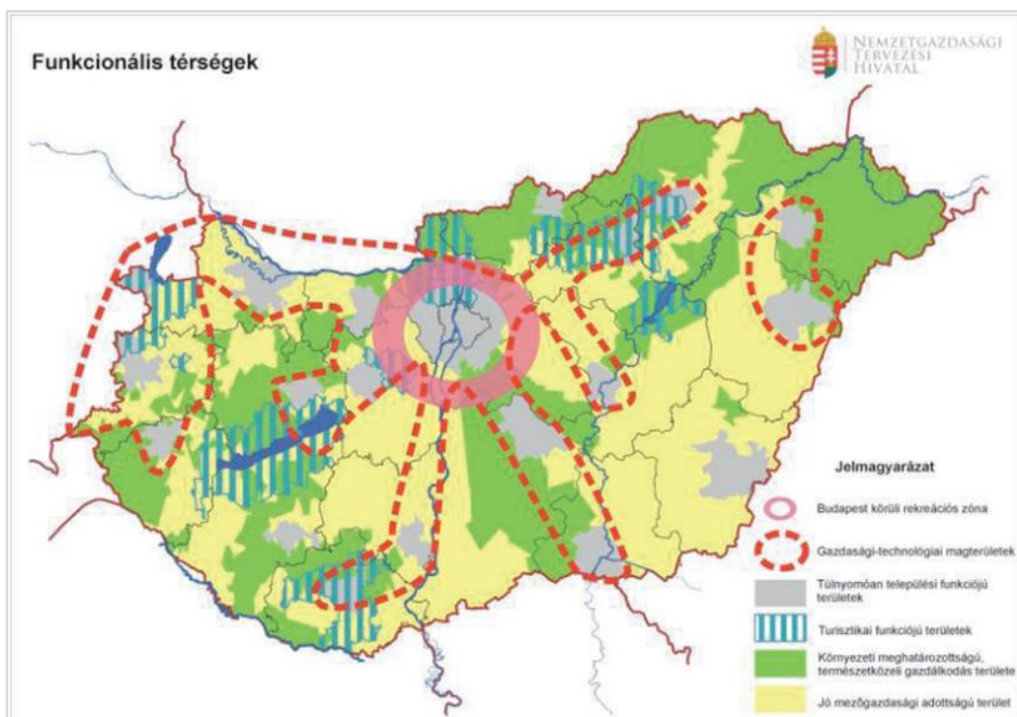 Funkcionális térségek
NEMZETGAZDASÁGI
TERVEZÉSI
HIVATAL
Jelmagyarázat
Budapest körüli rekreációs zóna
Gazdasági-technológiai magterületek
Túlnyomóan települési funkciójú
területek
Turisztikai funkciójú területek
Környezeti meghatározottságú,
természetközeli gazdálkodás területe
Jó mezőgazdasági adottságú terület